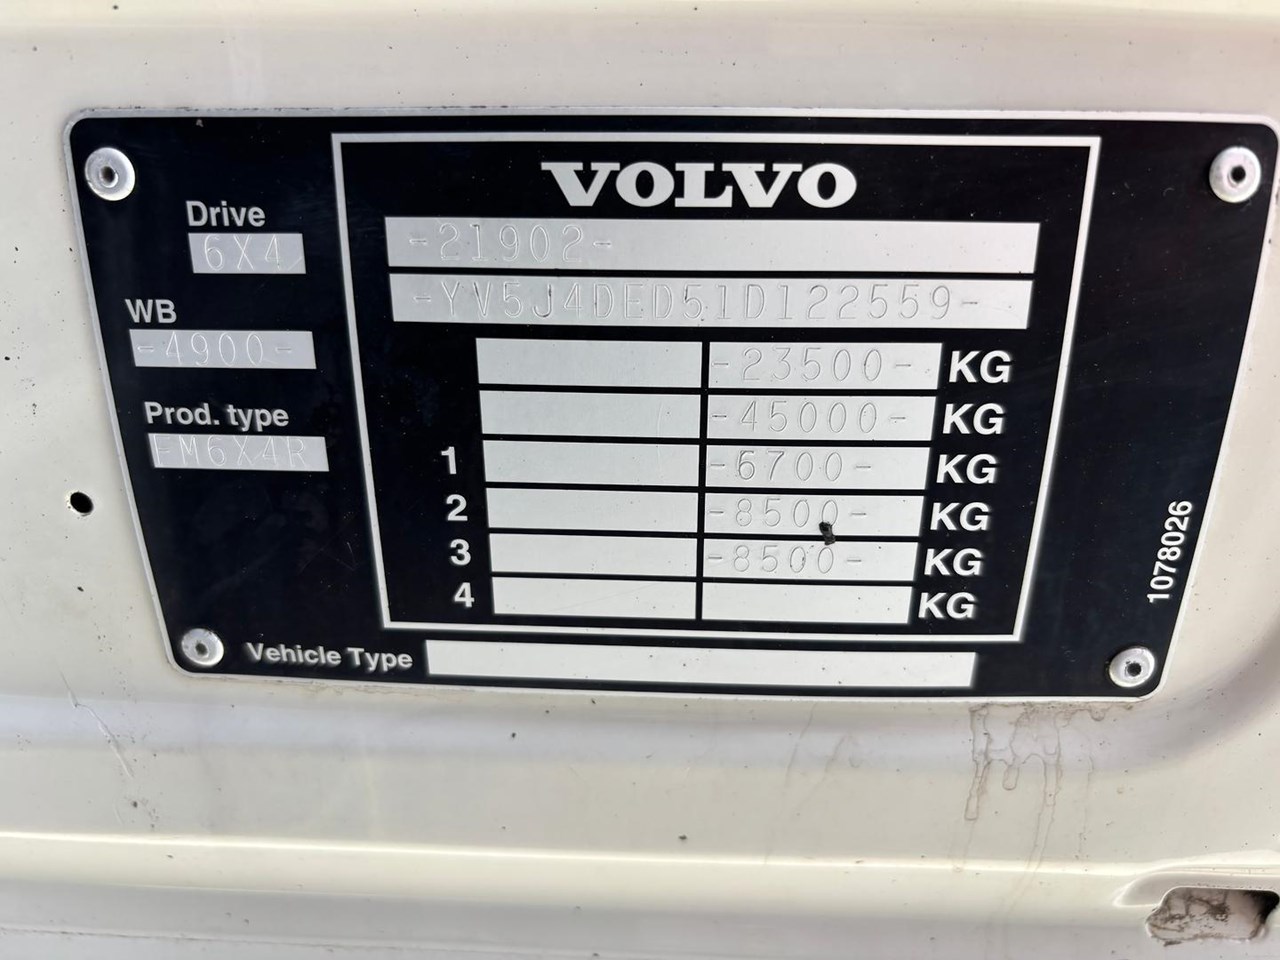 VOLVO
Drive
6X4
-21902-
-YV5J4DED51D122559-
WB
-4900-
-23500- KG
Prod. type
FM6X4R
-45000- KG
1 -6700- KG
2 -8500- KG
3 -8500- KG
4 KG
Vehicle Type
1078026